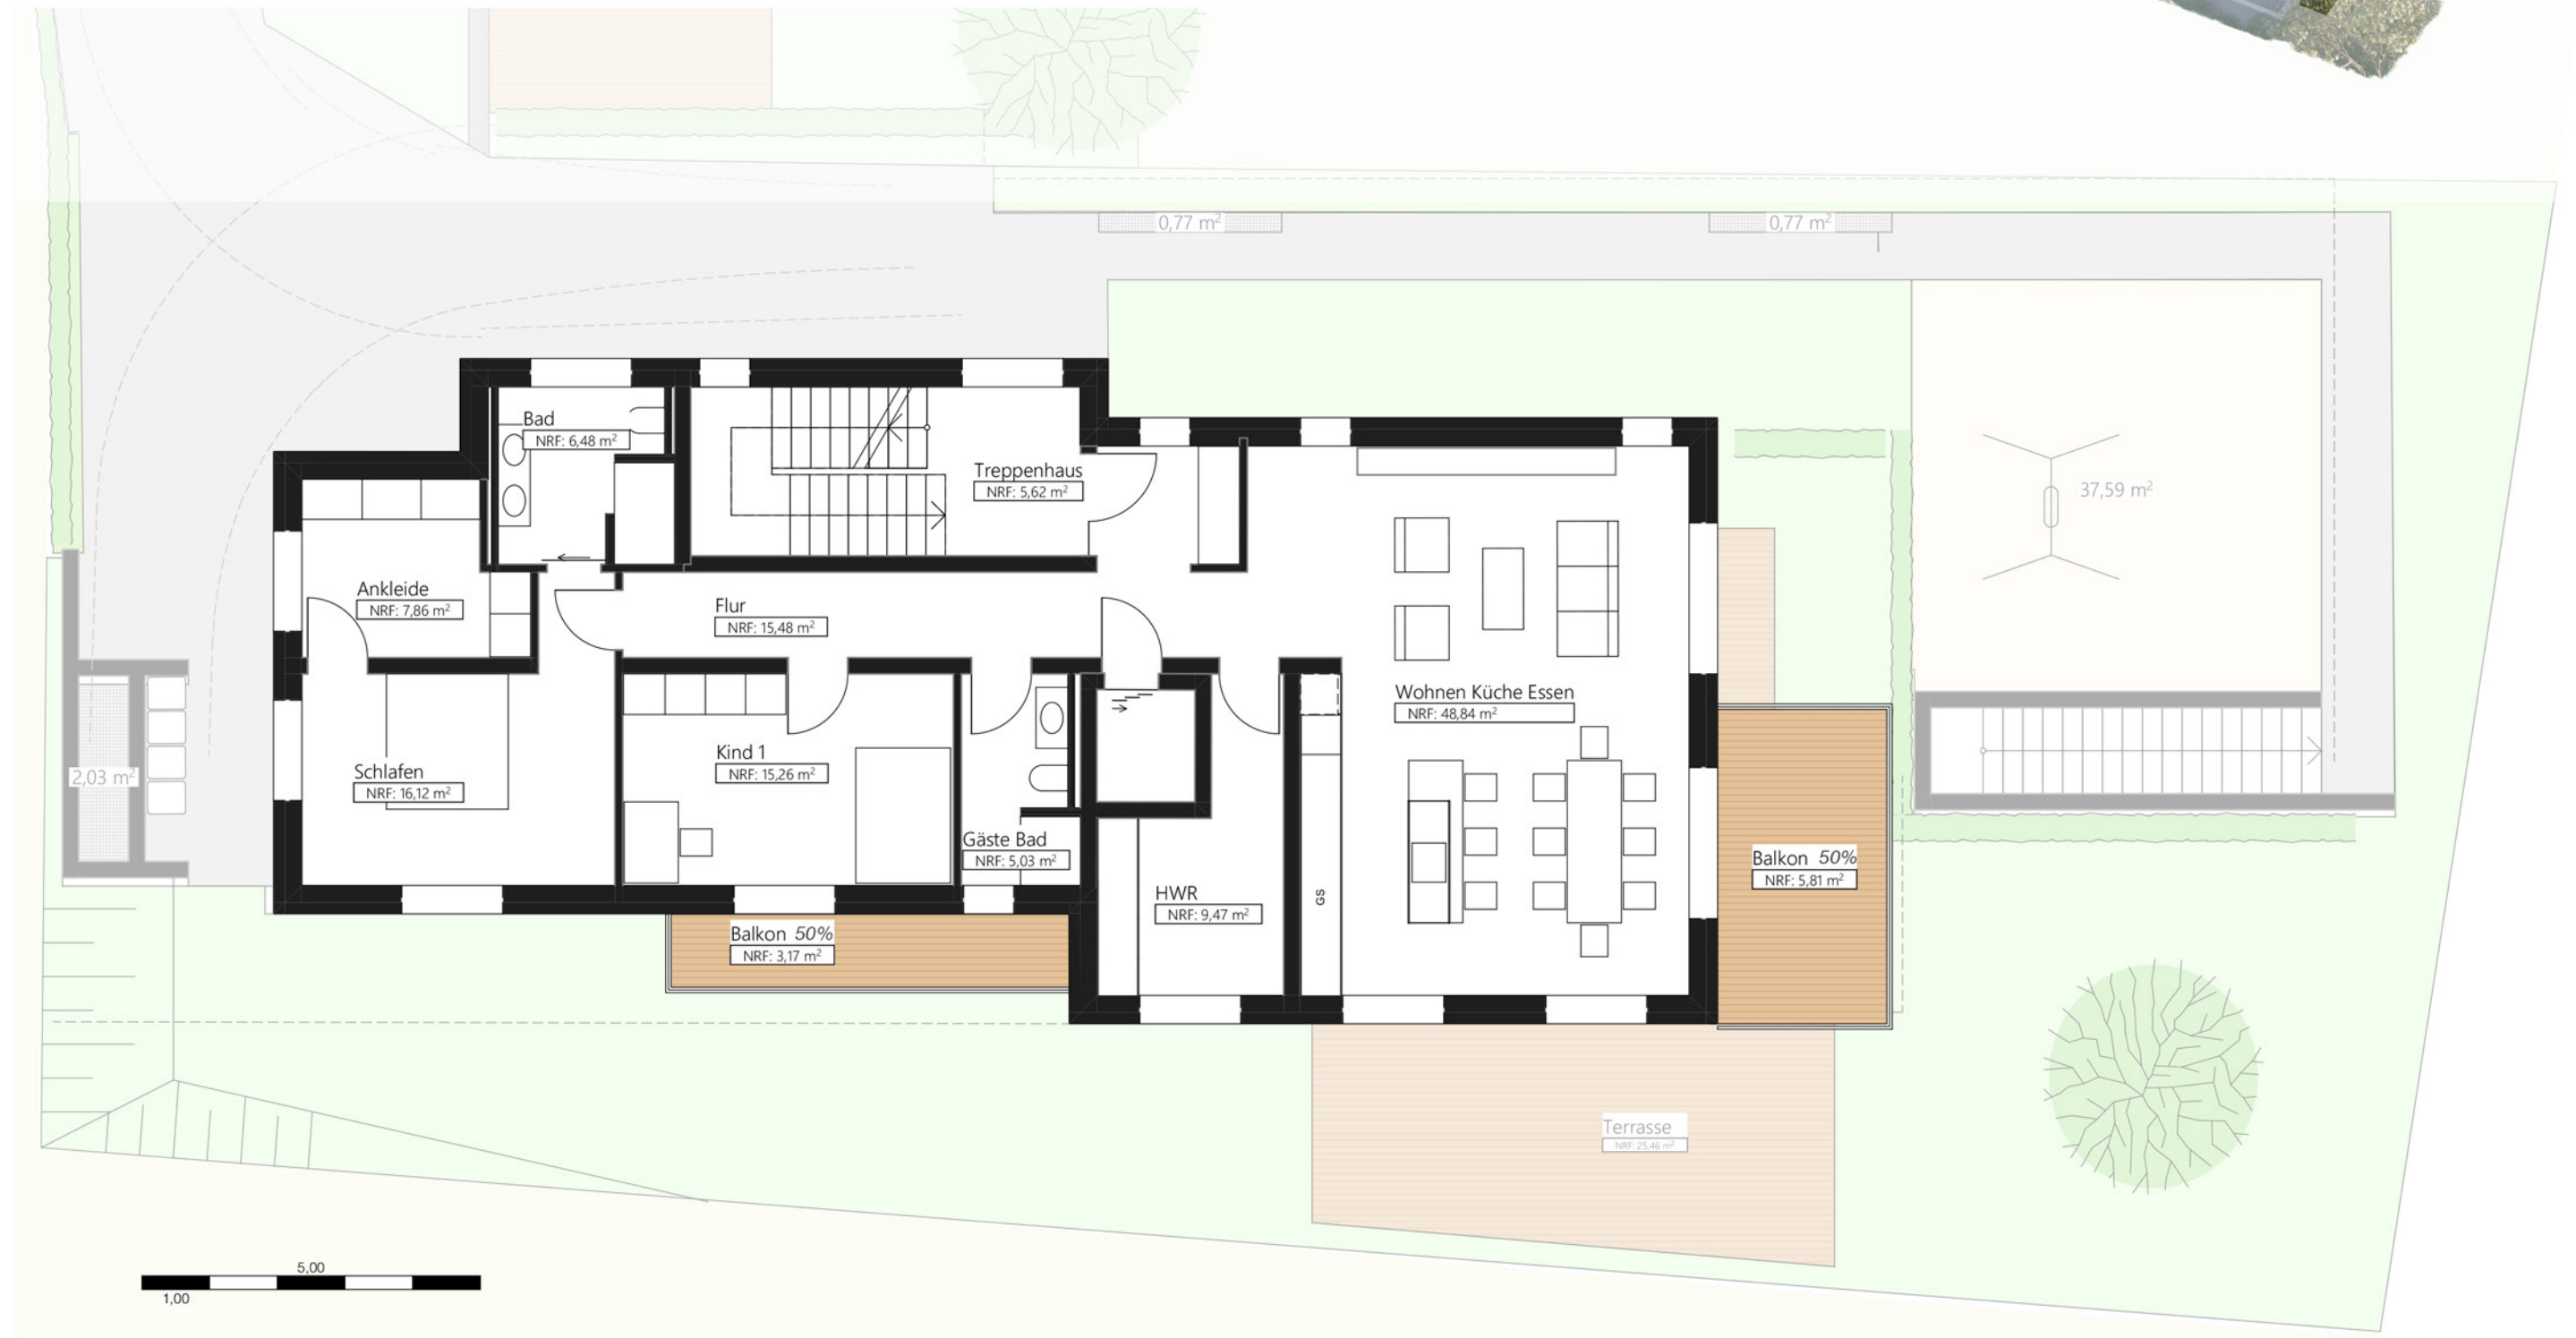 0,77 m²
0,77 m²
Bad
NRF: 6,48 m²
Treppenhaus
NRF: 5,62 m²
37,59 m²
Ankleide
NRF: 7,86 m²
Flur
NRF: 15,48 m²
Wohnen Küche Essen
NRF: 48,84 m²
Kind 1
NRF: 15,26 m²
Schlafen
NRF: 16,12 m²
2,03 m²
Gäste Bad
NRF: 5,03 m²
HWR
NRF: 9,47 m²
GS
Balkon 50%
NRF: 5,81 m²
Balkon 50%
NRF: 3,17 m²
Terrasse
NRF: 25,46 m²
5,00
1,00